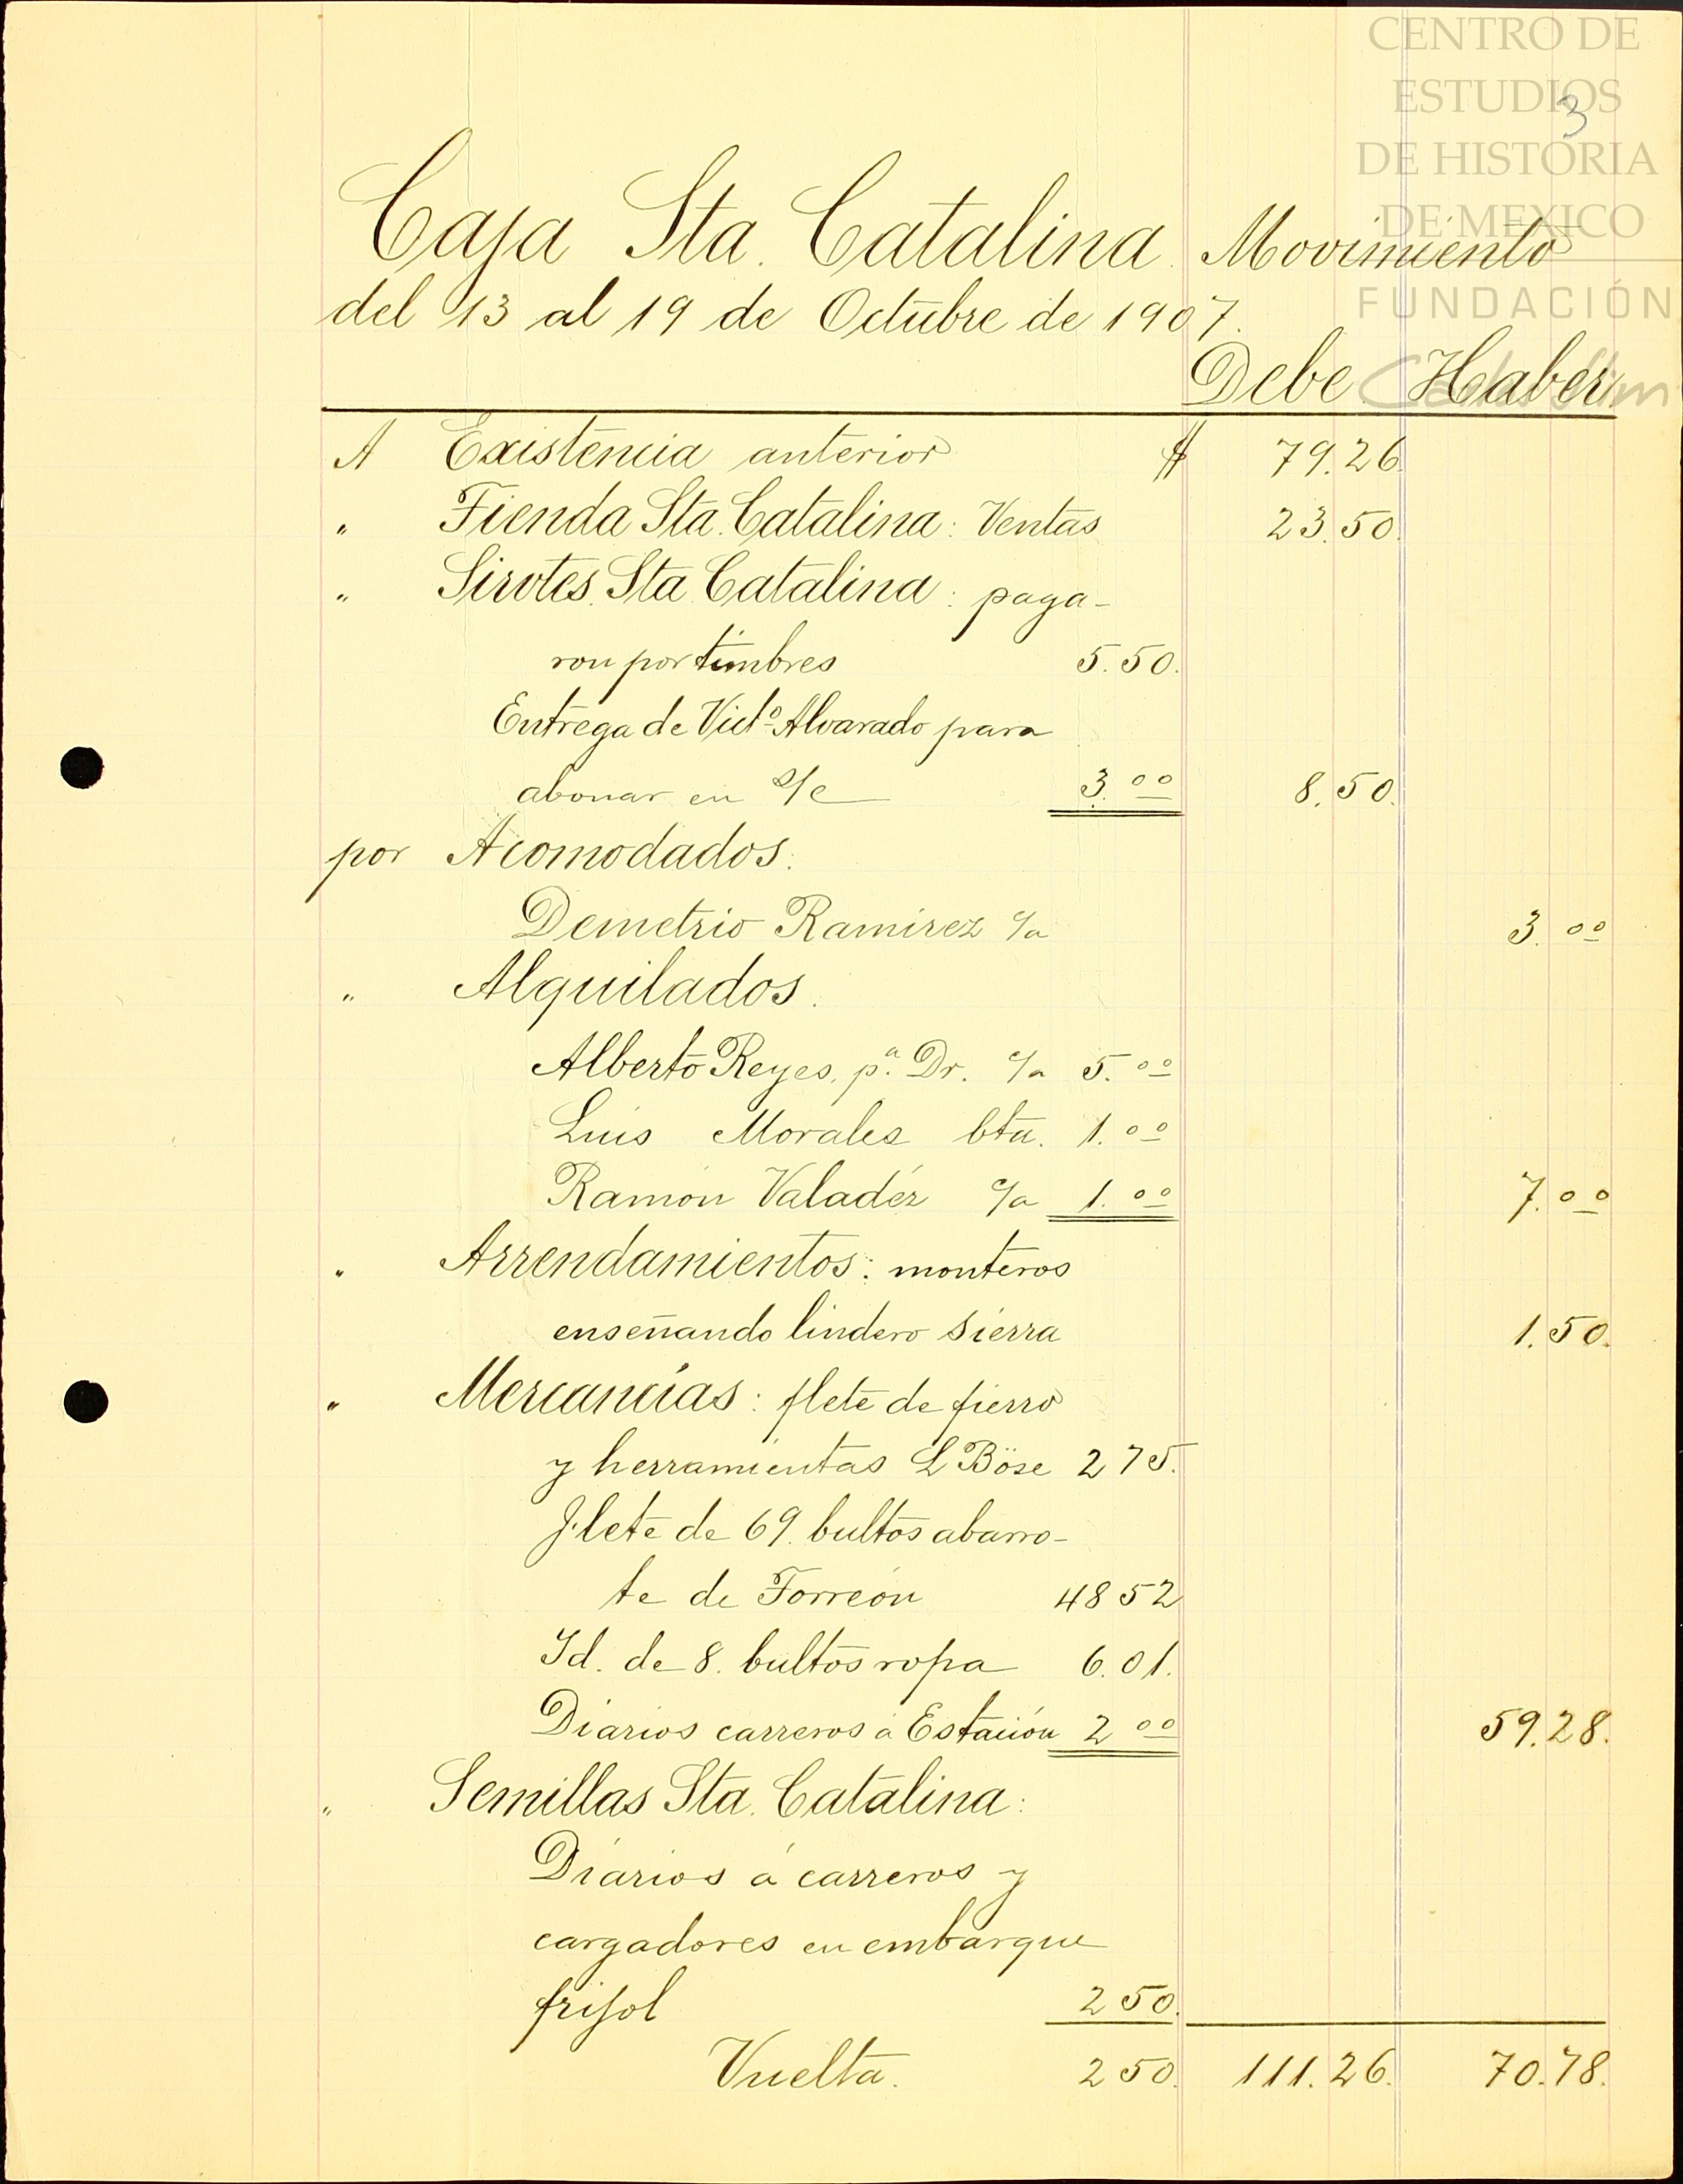 CENTRO DE
ESTUDIOS
3
DE HISTORIA
DE MEXICO
FUNDACIÓN
Carlos Slim
Caja Sta. Catalina. Movimiento
del 13 al 19 de Octubre de 1907.
Debe Haber
A Existencia anterior $ 79.26.
" Tienda Sta. Catalina: Ventas 23.50.
" Sirvtes. Sta Catalina: paga-
ron por timbres 5.50.
Entrega de Victº Alvarado para
abonar en s/c 3.00 8.50.
por Acomodados.
Demetrio Ramirez c/a 3.00
" Alquilados.
Alberto Reyes, p.a Dr. c/a 5.00
Luis Morales bta. 1.00
Ramón Valadéz c/a 1.00 7.00
" Arrendamientos: monteros
enseñando lindero sierra 1.50.
" Mercancías: flete de fierro
y herramientas L Böse 2 75.
Flete de 69. bultos abarro-
te de Torreón 48 52
Id. de 8. bultos ropa 6.01.
Diarios carreros á Estación 2 00 59.28.
" Semillas Sta. Catalina:
Diarios á carreros y
cargadores en embarque
frijol 2 50.
Vuelta. 2 50. 111.26. 70.78.